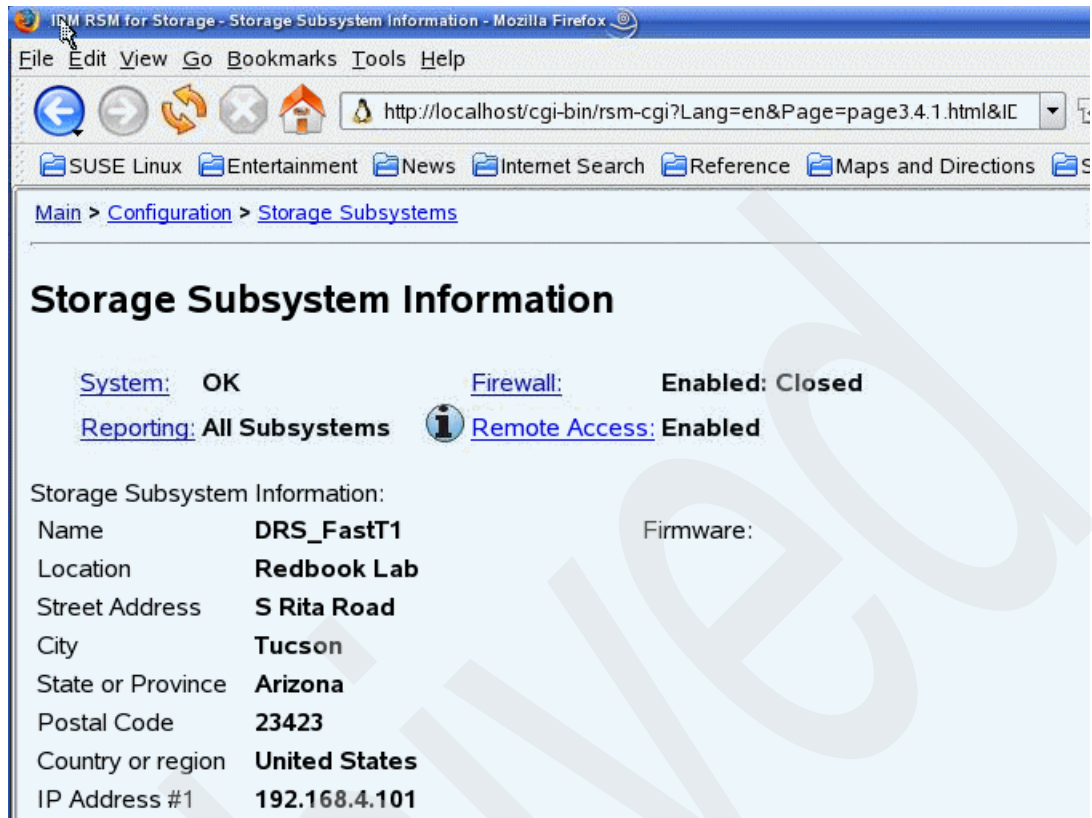 IBM RSM for Storage - Storage Subsystem Information - Mozilla Firefox
File Edit View Go Bookmarks Tools Help
http://localhost/cgi-bin/rsm-cgi?Lang=en&Page=page3.4.1.html&ID
SUSE Linux Entertainment News Internet Search Reference Maps and Directions S
Main > Configuration > Storage Subsystems
Storage Subsystem Information
System: OK Firewall: Enabled: Closed
Reporting: All Subsystems Remote Access: Enabled
Storage Subsystem Information:
Name DRS_FastT1 Firmware:
Location Redbook Lab
Street Address S Rita Road
City Tucson
State or Province Arizona
Postal Code 23423
Country or region United States
IP Address #1 192.168.4.101